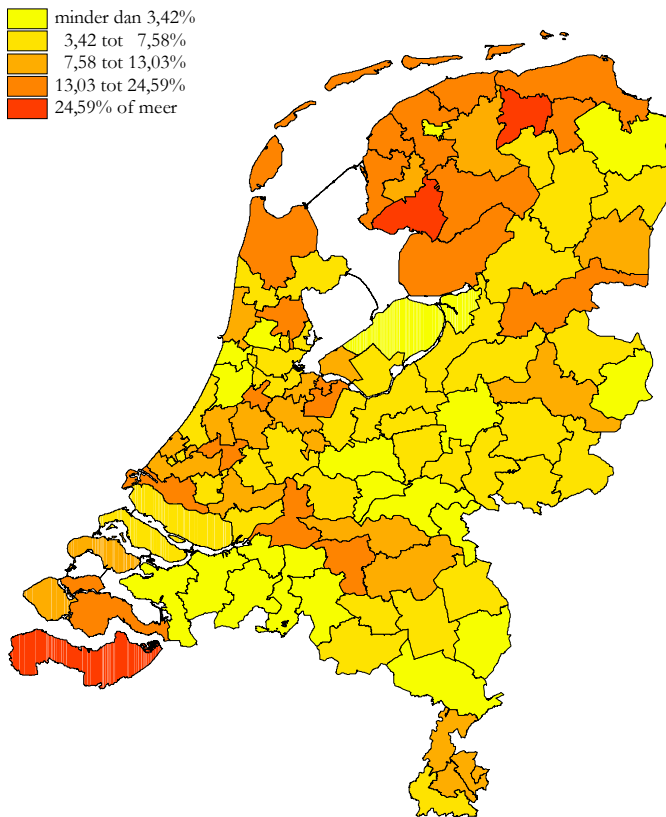 minder dan 3,42%
3,42 tot 7,58%
7,58 tot 13,03%
13,03 tot 24,59%
24,59% of meer